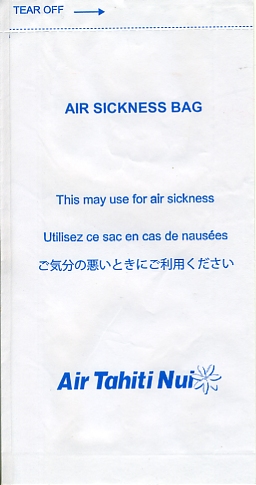 TEAR OFF
AIR SICKNESS BAG
This may use for air sickness
Utilisez ce sac en cas de nausées
ご気分の悪いときにご利用ください
Air Tahiti Nui